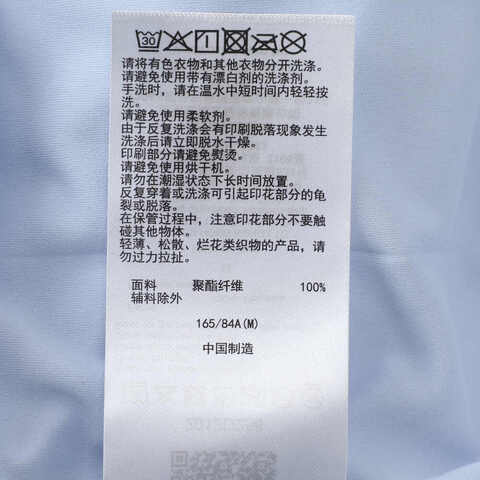 30
请将有色衣物和其他衣物分开洗涤。
请避免使用带有漂白剂的洗涤剂。
手洗时，请在温水中短时间内轻轻按
洗。
请避免使用柔软剂。
由于反复洗涤会有印刷脱落现象发生
洗涤后请立即脱水干燥。
印刷部分请避免熨烫。
请避免使用烘干机。
请勿在潮湿状态下长时间放置。
反复穿着或洗涤可引起印花部分的龟
裂或脱落。
在保管过程中，注意印花部分不要触
碰其他物体。
轻薄、松散、烂花类织物的产品，请
勿过力拉扯。
面料 聚酯纤维 100%
辅料除外
165/84A(M)
中国制造